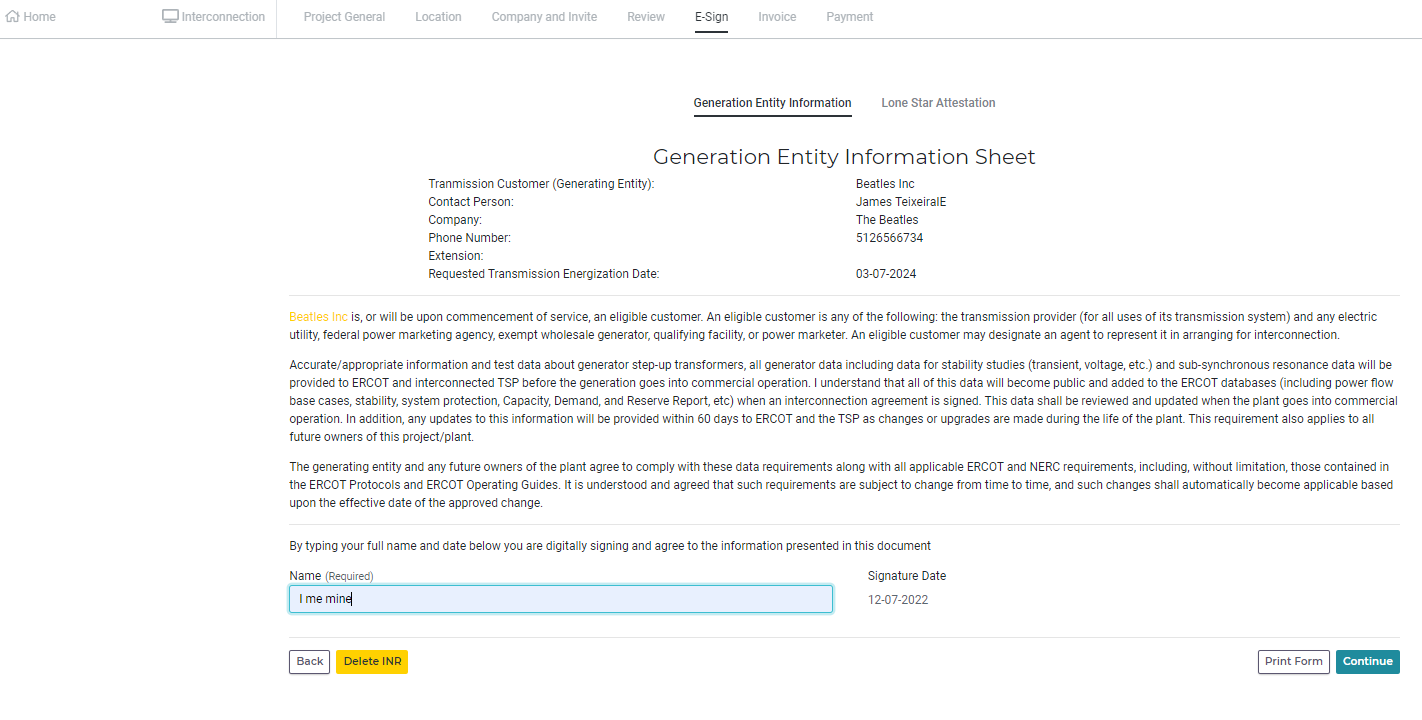 Home
Interconnection
Project General
Location
Company and Invite
Review
E-Sign
Invoice
Payment
Generation Entity Information
Lone Star Attestation
Generation Entity Information Sheet
Tranmission Customer (Generating Entity): Beatles Inc
Contact Person: James TeixeiralE
Company: The Beatles
Phone Number: 5126566734
Extension:
Requested Transmission Energization Date: 03-07-2024
Beatles Inc is, or will be upon commencement of service, an eligible customer. An eligible customer is any of the following: the transmission provider (for all uses of its transmission system) and any electric
utility, federal power marketing agency, exempt wholesale generator, qualifying facility, or power marketer. An eligible customer may designate an agent to represent it in arranging for interconnection.
Accurate/appropriate information and test data about generator step-up transformers, all generator data including data for stability studies (transient, voltage, etc.) and sub-synchronous resonance data will be
provided to ERCOT and interconnected TSP before the generation goes into commercial operation. I understand that all of this data will become public and added to the ERCOT databases (including power flow
base cases, stability, system protection, Capacity, Demand, and Reserve Report, etc) when an interconnection agreement is signed. This data shall be reviewed and updated when the plant goes into commercial
operation. In addition, any updates to this information will be provided within 60 days to ERCOT and the TSP as changes or upgrades are made during the life of the plant. This requirement also applies to all
future owners of this project/plant.
The generating entity and any future owners of the plant agree to comply with these data requirements along with all applicable ERCOT and NERC requirements, including, without limitation, those contained in
the ERCOT Protocols and ERCOT Operating Guides. It is understood and agreed that such requirements are subject to change from time to time, and such changes shall automatically become applicable based
upon the effective date of the approved change.
By typing your full name and date below you are digitally signing and agree to the information presented in this document
Name (Required)
I me mine
Signature Date
12-07-2022
Back
Delete INR
Print Form
Continue